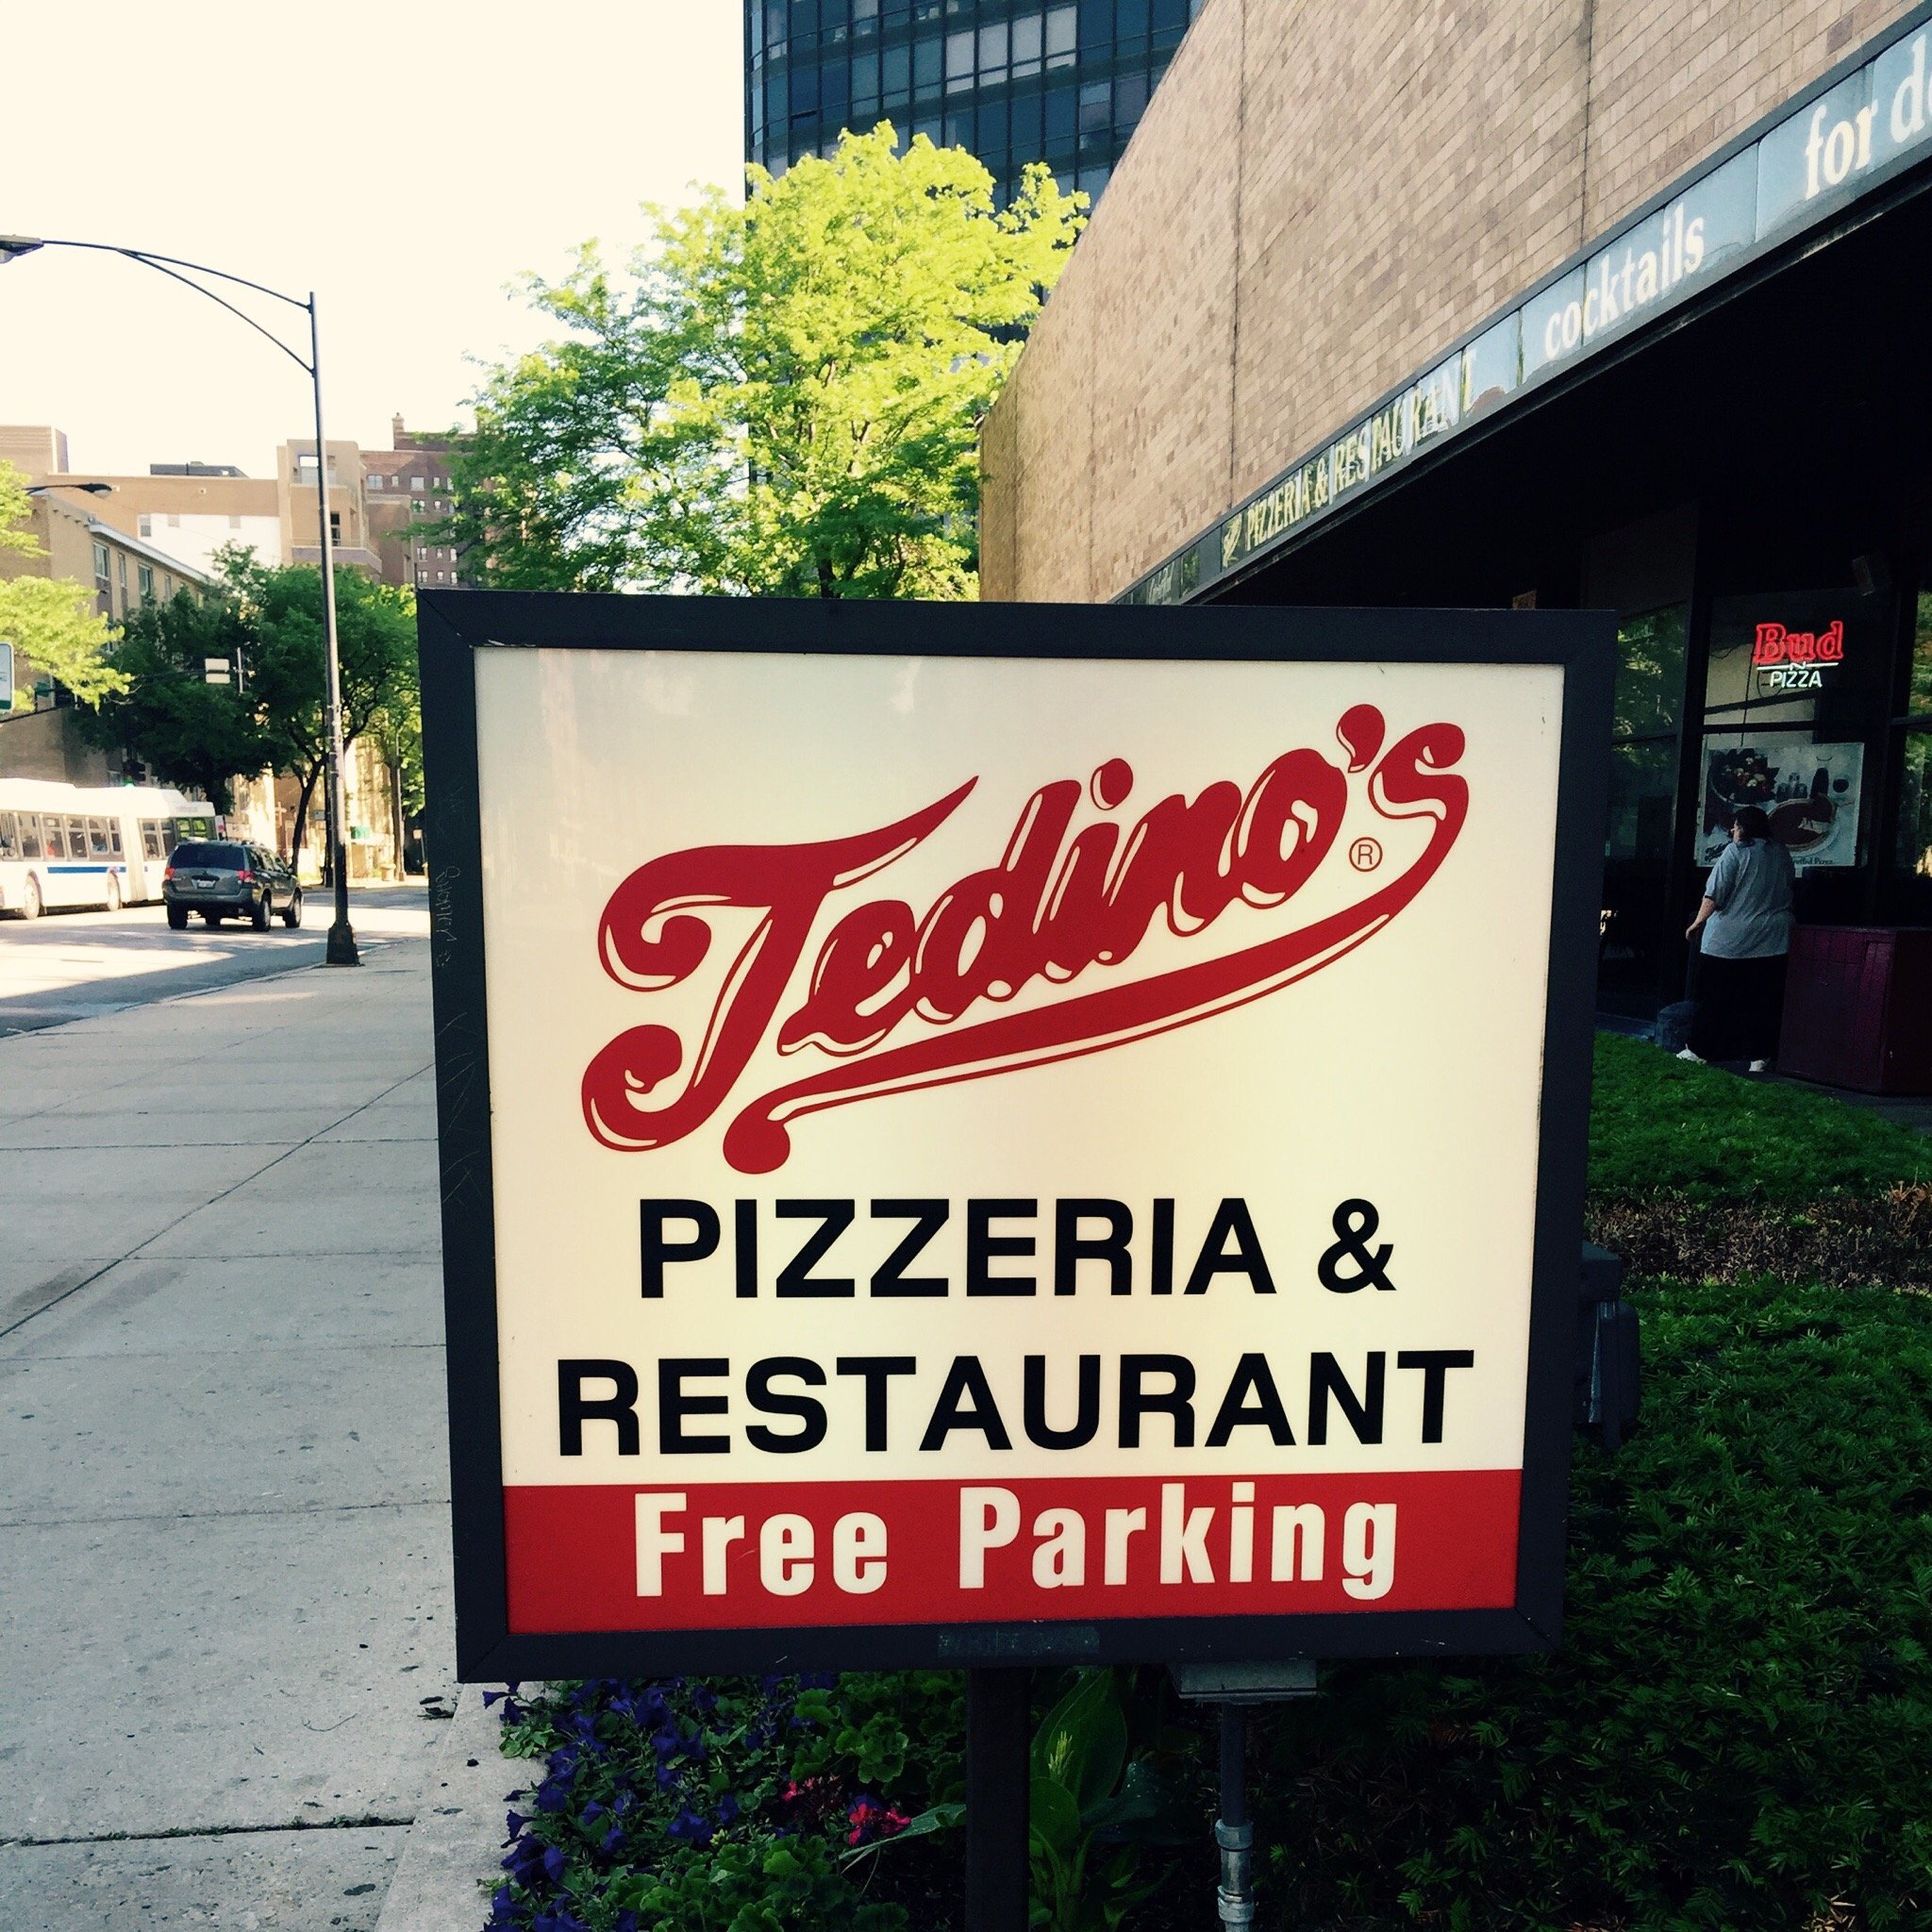 for
cocktails
PIZZERIA & RESTAURANT
Bud
PIZZA
Tedino's
®
PIZZERIA &
RESTAURANT
Free Parking